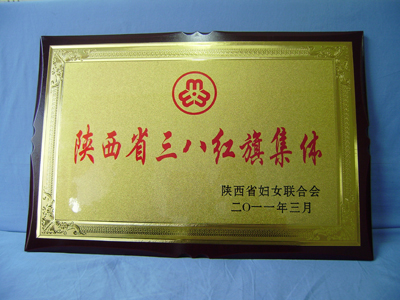 陕西省三八红旗集体
陕西省妇女联合会
二〇一一年三月